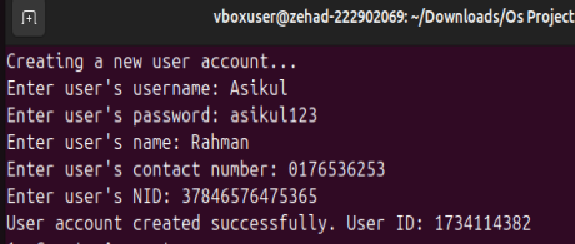 vboxuser@zehad-222902069: ~/Downloads/Os Project
Creating a new user account...
Enter user's username: Asikul
Enter user's password: asikul123
Enter user's name: Rahman
Enter user's contact number: 0176536253
Enter user's NID: 37846576475365
User account created successfully. User ID: 1734114382